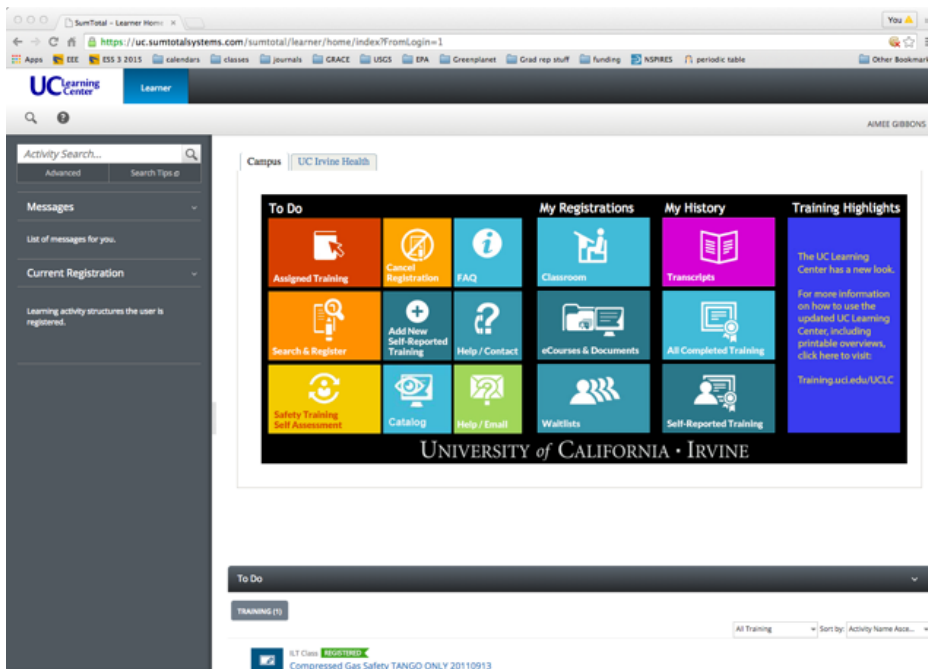 SumTotal – Learner Home
You
https://uc.sumtotalsystems.com/sumtotal/learner/home/index?FromLogin=1
Apps EEE ESS 3 2015 calendars classes journals GRACE USGS EPA Greenplanet Grad rep stuff funding NSPIRES periodic table Other Bookmark
UC Learning Center
Learner
AIMEE GIBBONS
Activity Search...
Advanced Search Tips
Messages
List of messages for you.
Current Registration
Learning activity structures the user is
registered.
Campus UC Irvine Health
To Do My Registrations My History Training Highlights
Assigned Training
Cancel
Registration
FAQ
Classroom
Transcripts
Search & Register
Add New
Self-Reported
Training
Help / Contact
eCourses & Documents
All Completed Training
Safety Training
Self Assessment
Catalog
Help / Email
Waitlists
Self-Reported Training
The UC Learning
Center has a new look.
For more information
on how to use the
updated UC Learning
Center, including
printable overviews,
click here to visit:
Training.uci.edu/UCLC
UNIVERSITY of CALIFORNIA • IRVINE
To Do
TRAINING (1)
All Training Sort by: Activity Name Asce...
ILT Class REGISTERED
Compressed Gas Safety TANGO ONLY 20110913